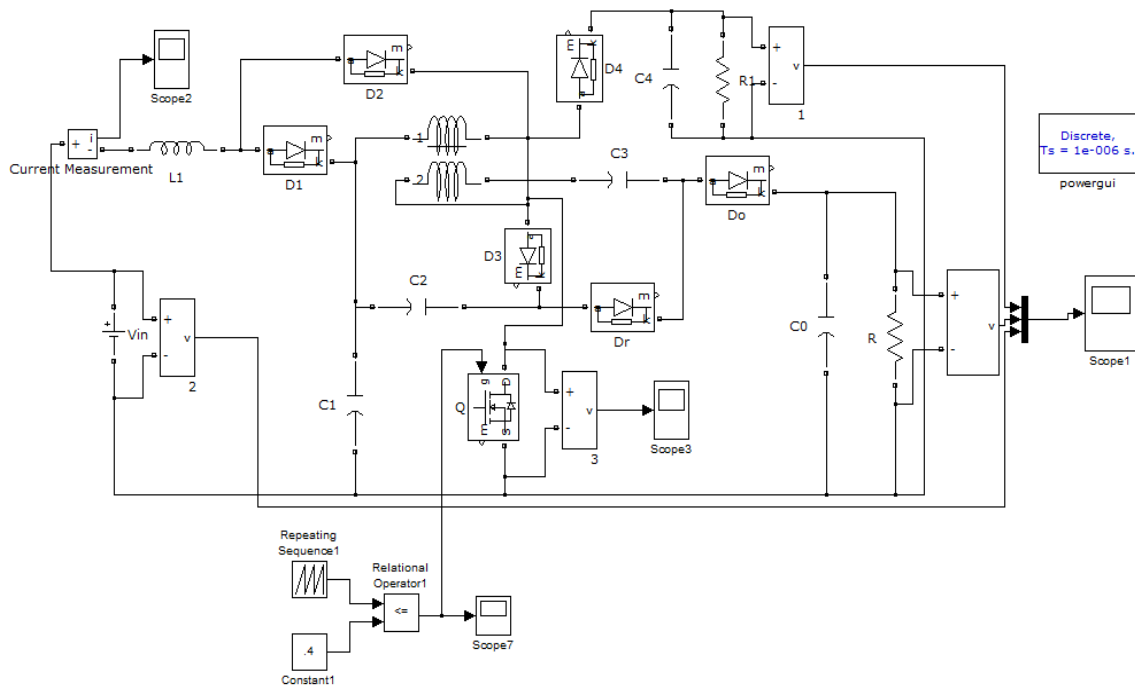 E
m
a
k
D2
D4
C4
R1
+
-
v
1
Scope2
+
i
-
Current Measurement
L1
m
a
k
D1
1
2
C3
m
a
k
Do
Discrete,
Ts = 1e-006 s.
powergui
D3
E
C2
m
a
k
Dr
+
Vin
+
-
v
2
C1
g
D
Q
E
S
+
-
v
3
Scope3
C0
R
+
-
v
Scope1
Repeating
Sequence1
Relational
Operator1
<=
Scope7
.4
Constant1